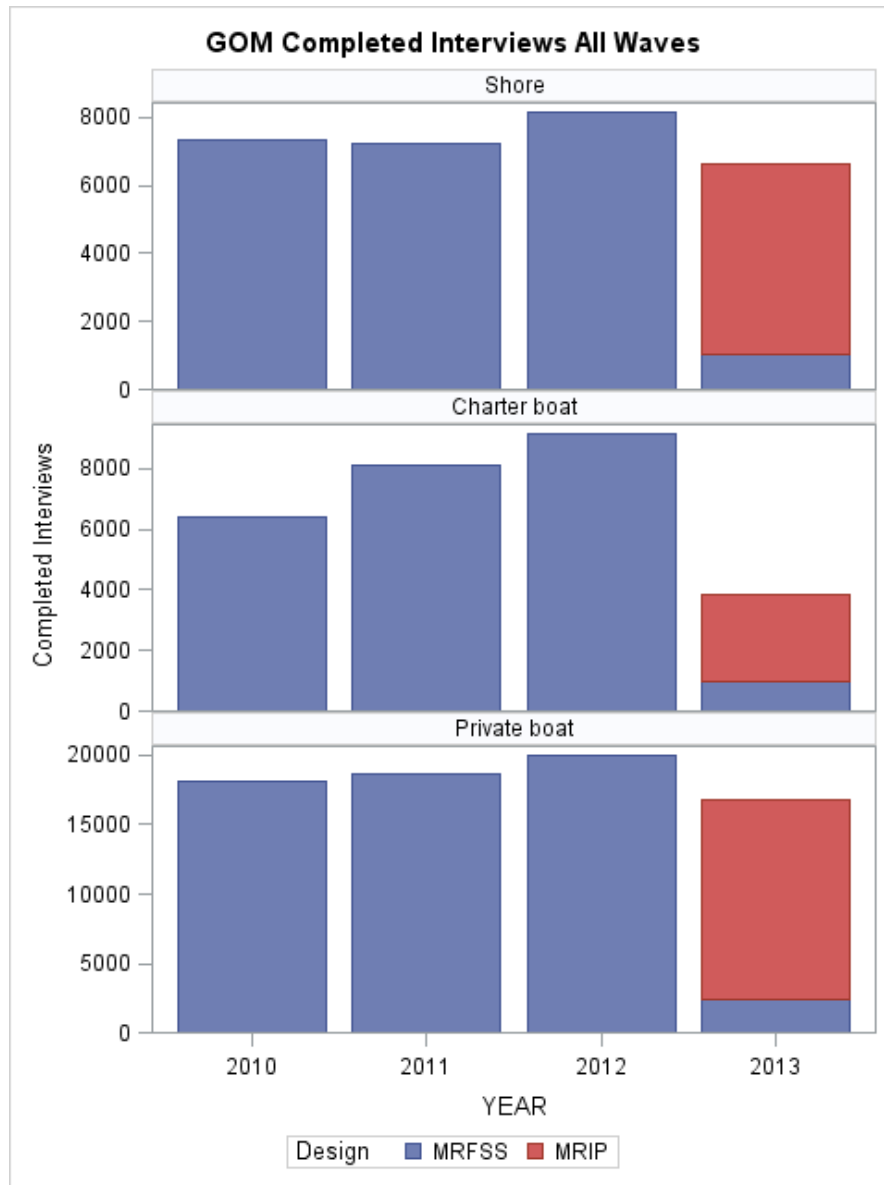 GOM Completed Interviews All Waves
Shore
8000
6000
4000
2000
0
Charter boat
8000
6000
4000
2000
0
Private boat
20000
15000
10000
5000
0
Completed Interviews
2010 2011 2012 2013
YEAR
Design MRFSS MRIP